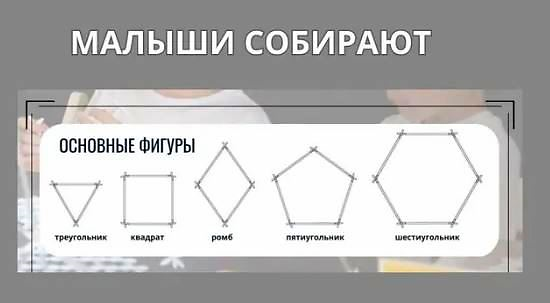 МАЛЫШИ СОБИРАЮТ
ОСНОВНЫЕ ФИГУРЫ
треугольник квадрат ромб пятиугольник шестиугольник